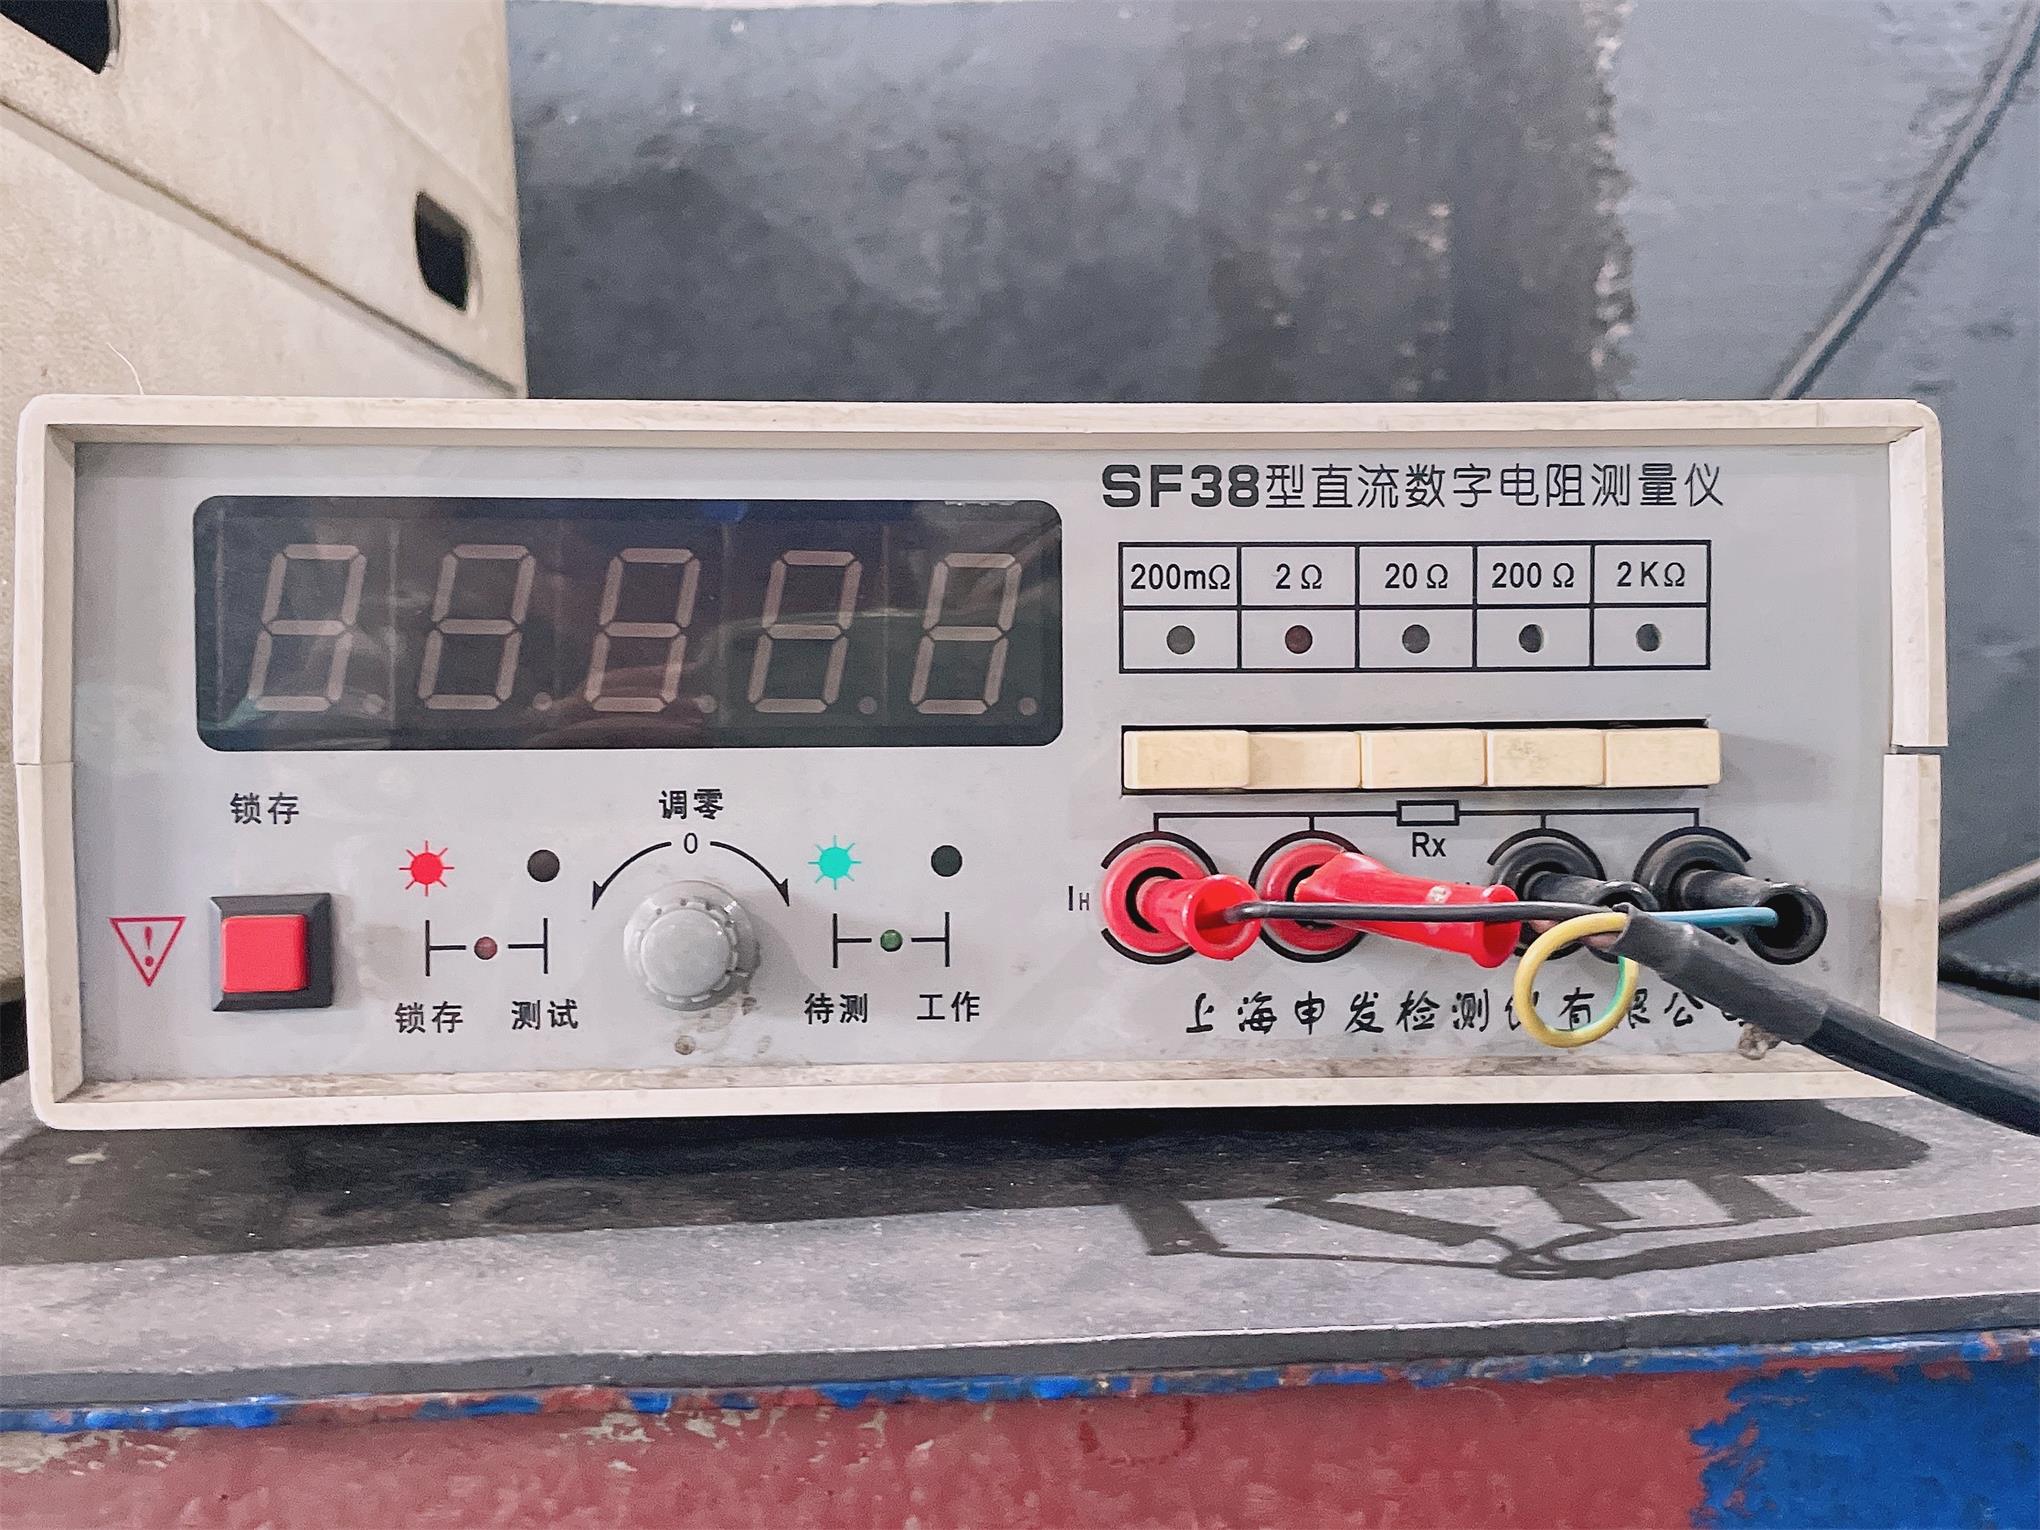 SF38型直流数字电阻测量仪
200mΩ 2Ω 20Ω 200Ω 2KΩ
锁存
调零
0
Rx
IH
!
锁存 测试
待测 工作
上海申发检测仪有限公